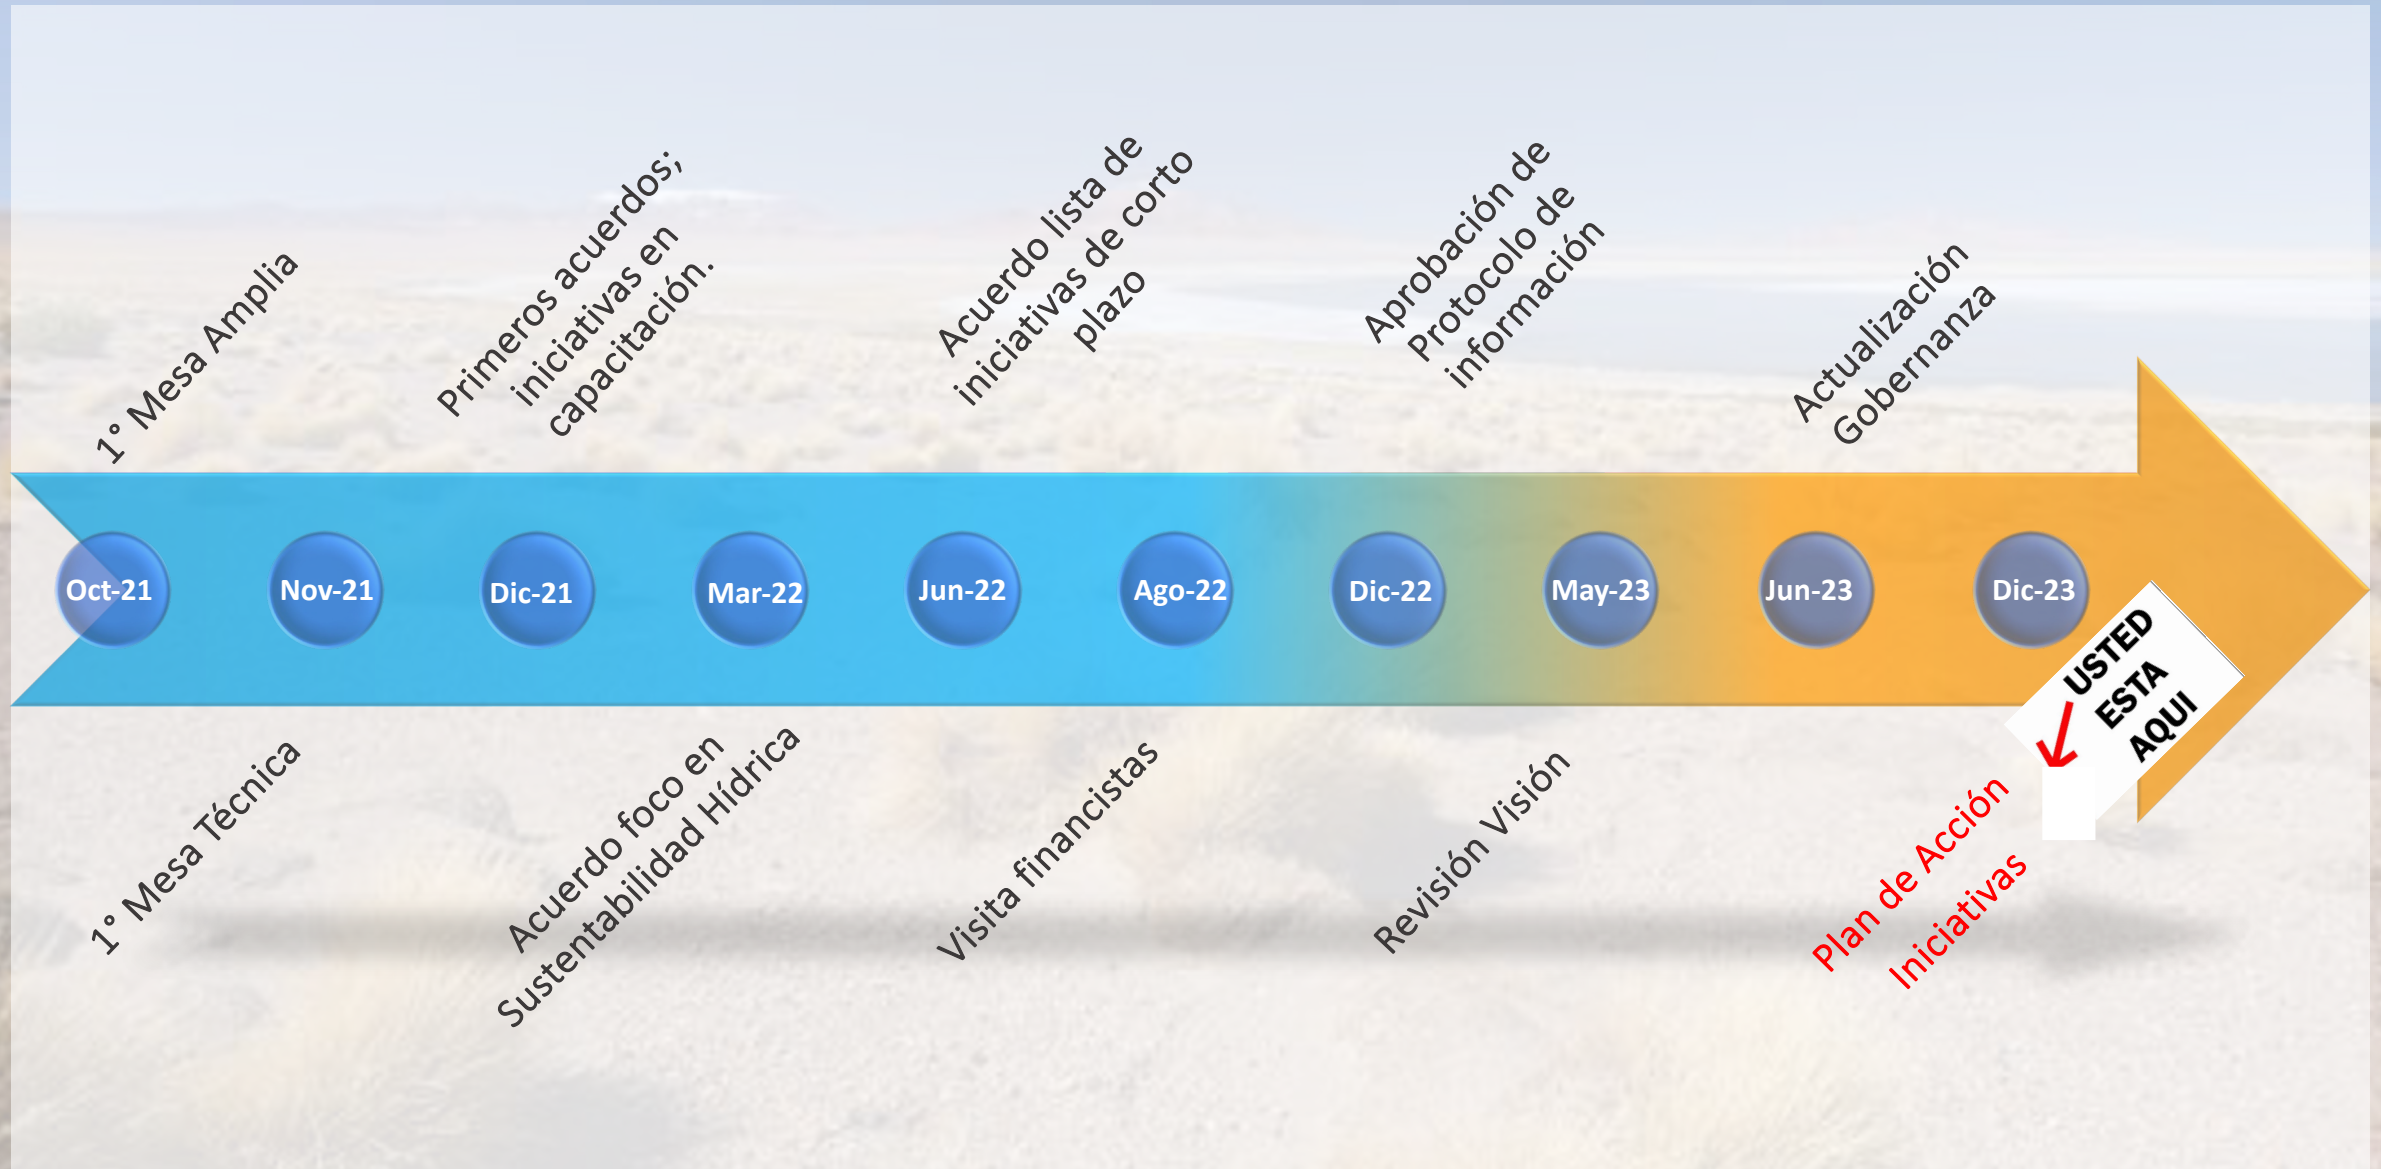 1° Mesa Amplia
Primeros acuerdos;
iniciativas en
capacitación.
Acuerdo lista de
iniciativas de corto
plazo
Aprobación de
Protocolo de
información
Actualización
Gobernanza
Oct-21
Nov-21
Dic-21
Mar-22
Jun-22
Ago-22
Dic-22
May-23
Jun-23
Dic-23
USTED
ESTA
AQUI
1° Mesa Técnica
Acuerdo foco en
Sustentabilidad Hídrica
Visita financistas
Revisión Visión
Plan de Acción
Iniciativas